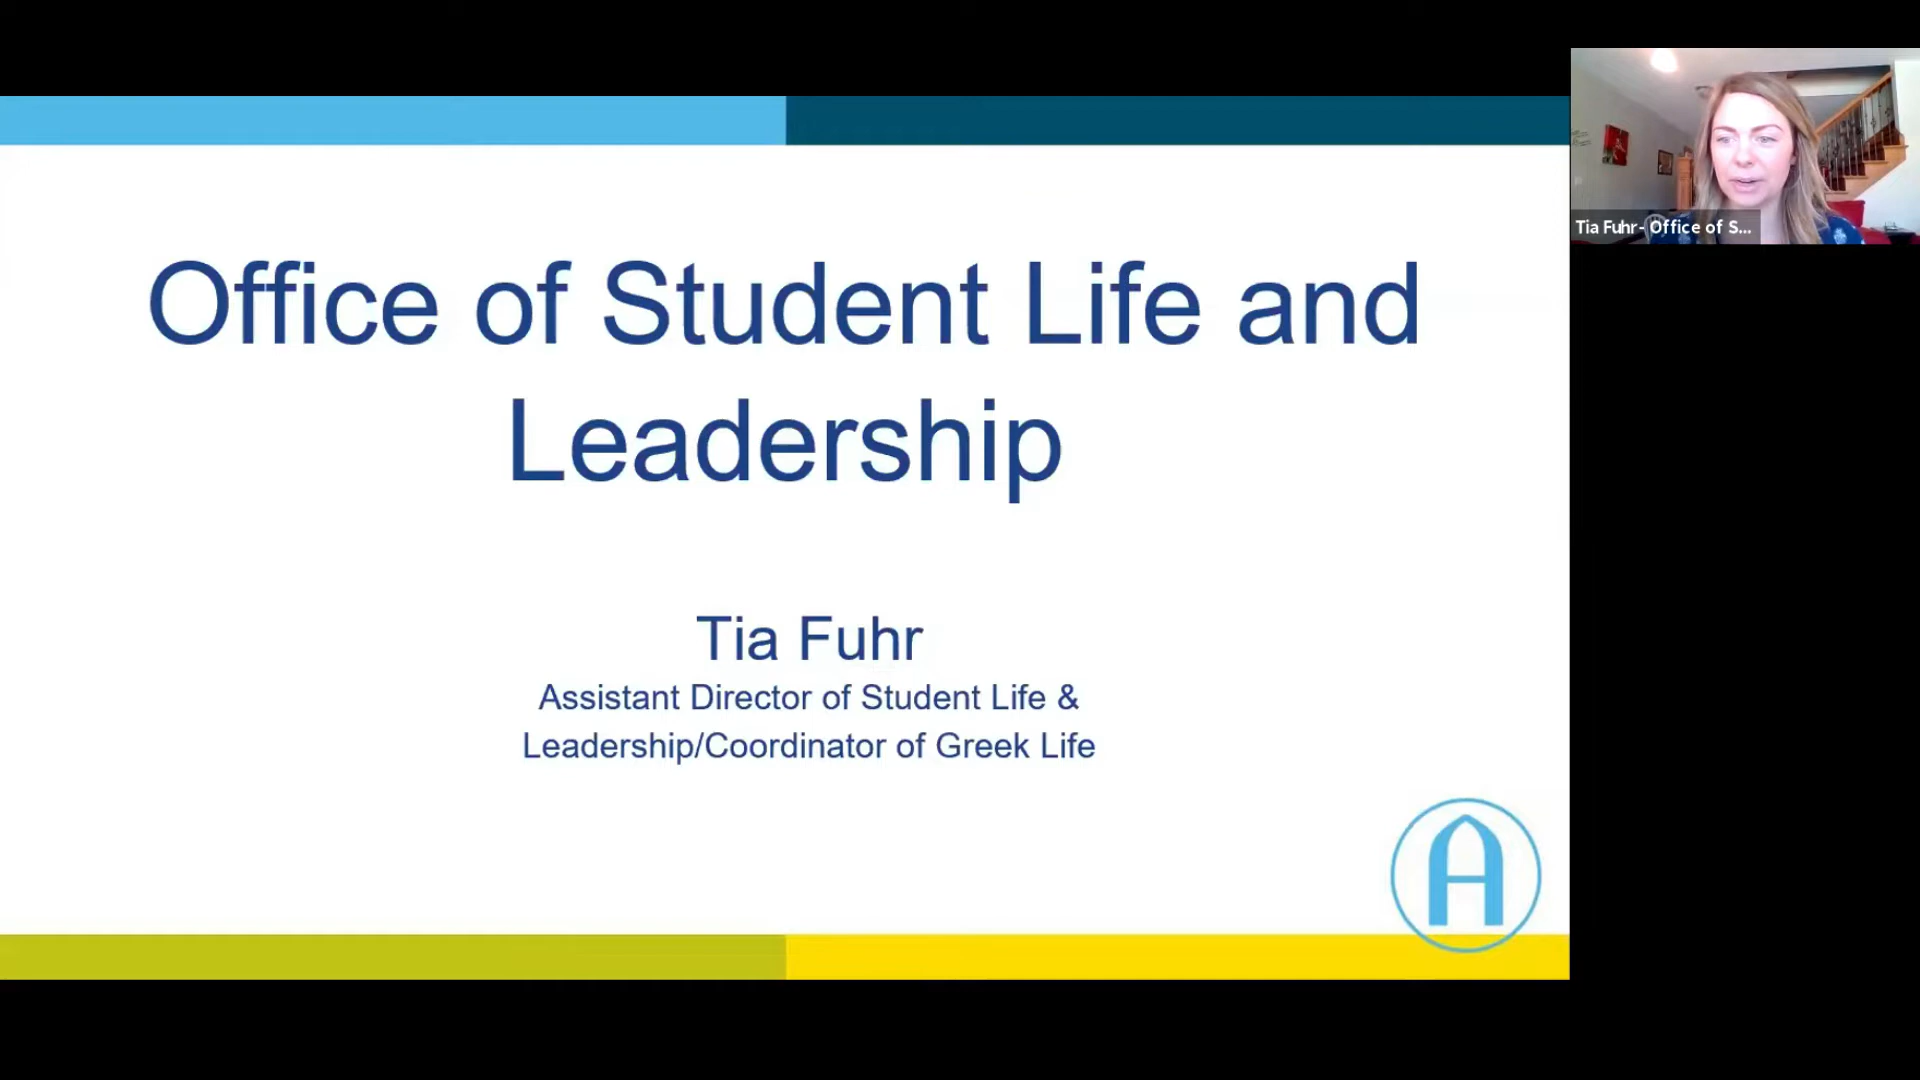 Office of Student Life and
Leadership
Tia Fuhr
Assistant Director of Student Life &
Leadership/Coordinator of Greek Life
Tia Fuhr- Office of S...